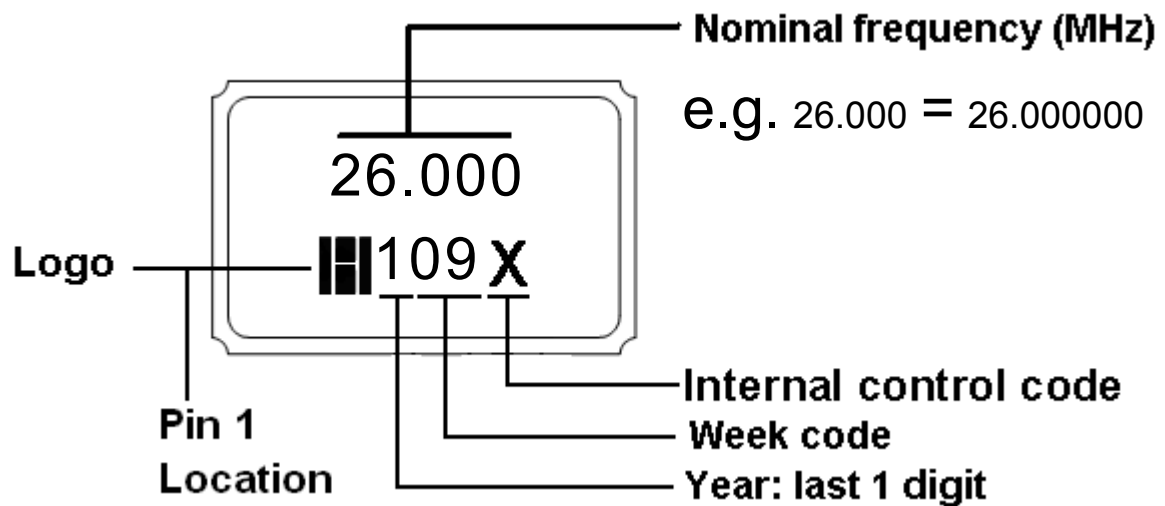 Nominal frequency (MHz)
e.g. 26.000 = 26.000000
26.000
Logo
109 X
Internal control code
Pin 1
Location
Week code
Year: last 1 digit